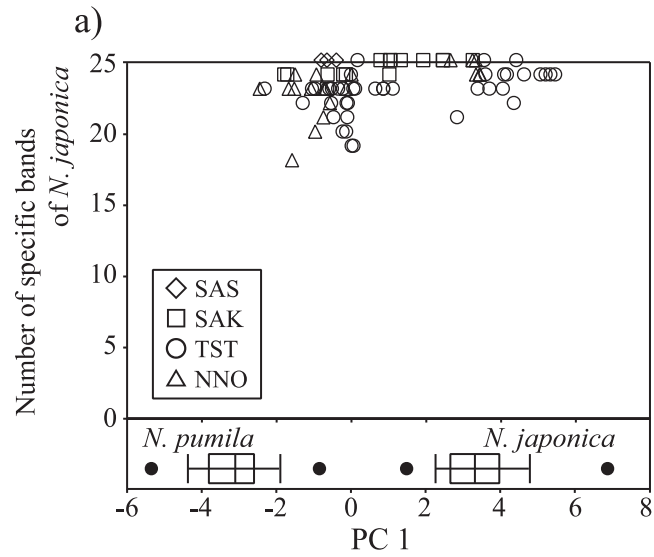 a)
Number of specific bands
of N. japonica
25
20
15
10
5
0
SAS
SAK
TST
NNO
N. pumila N. japonica
-6 -4 -2 0 2 4 6 8
PC 1